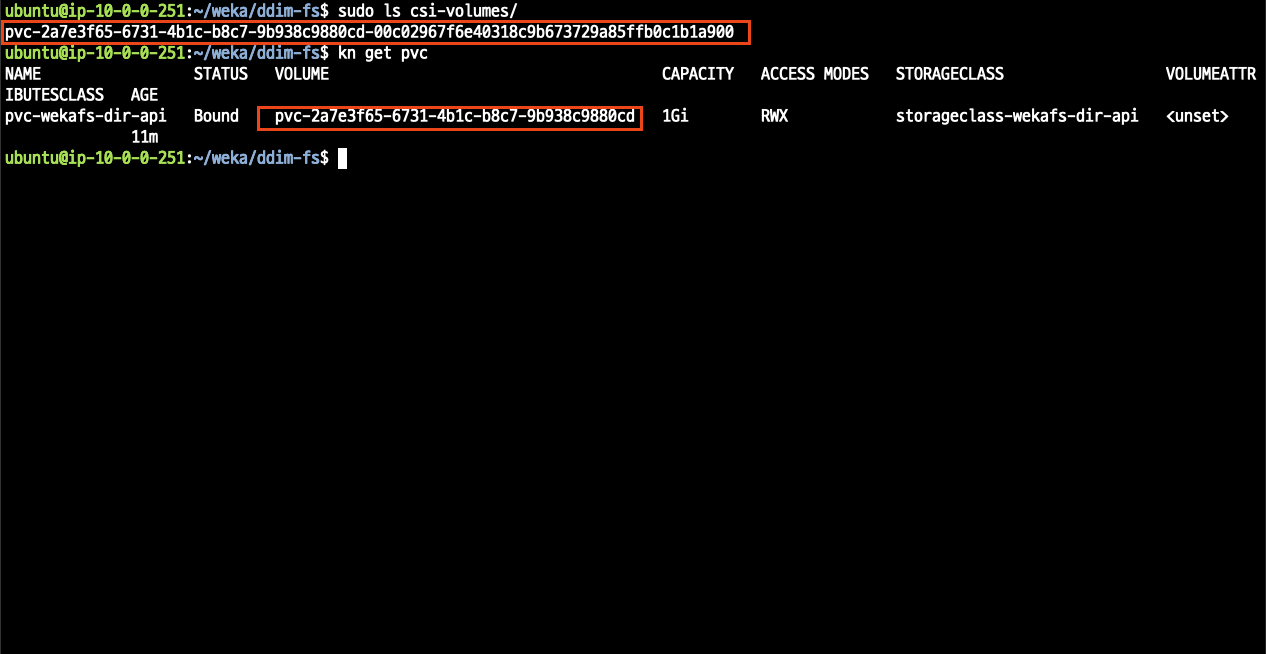 ubuntu@ip-10-0-0-251:~/weka/ddim-fs$ sudo ls csi-volumes/
pvc-2a7e3f65-6731-4b1c-b8c7-9b938c9880cd-00c02967f6e40318c9b673729a85ffb0c1b1a900
ubuntu@ip-10-0-0-251:~/weka/ddim-fs$ kn get pvc
NAME STATUS VOLUME CAPACITY ACCESS MODES STORAGECLASS VOLUMEATTR
IBUTESCLASS AGE
pvc-wekafs-dir-api Bound pvc-2a7e3f65-6731-4b1c-b8c7-9b938c9880cd 1Gi RWX storageclass-wekafs-dir-api <unset>
11m
ubuntu@ip-10-0-0-251:~/weka/ddim-fs$